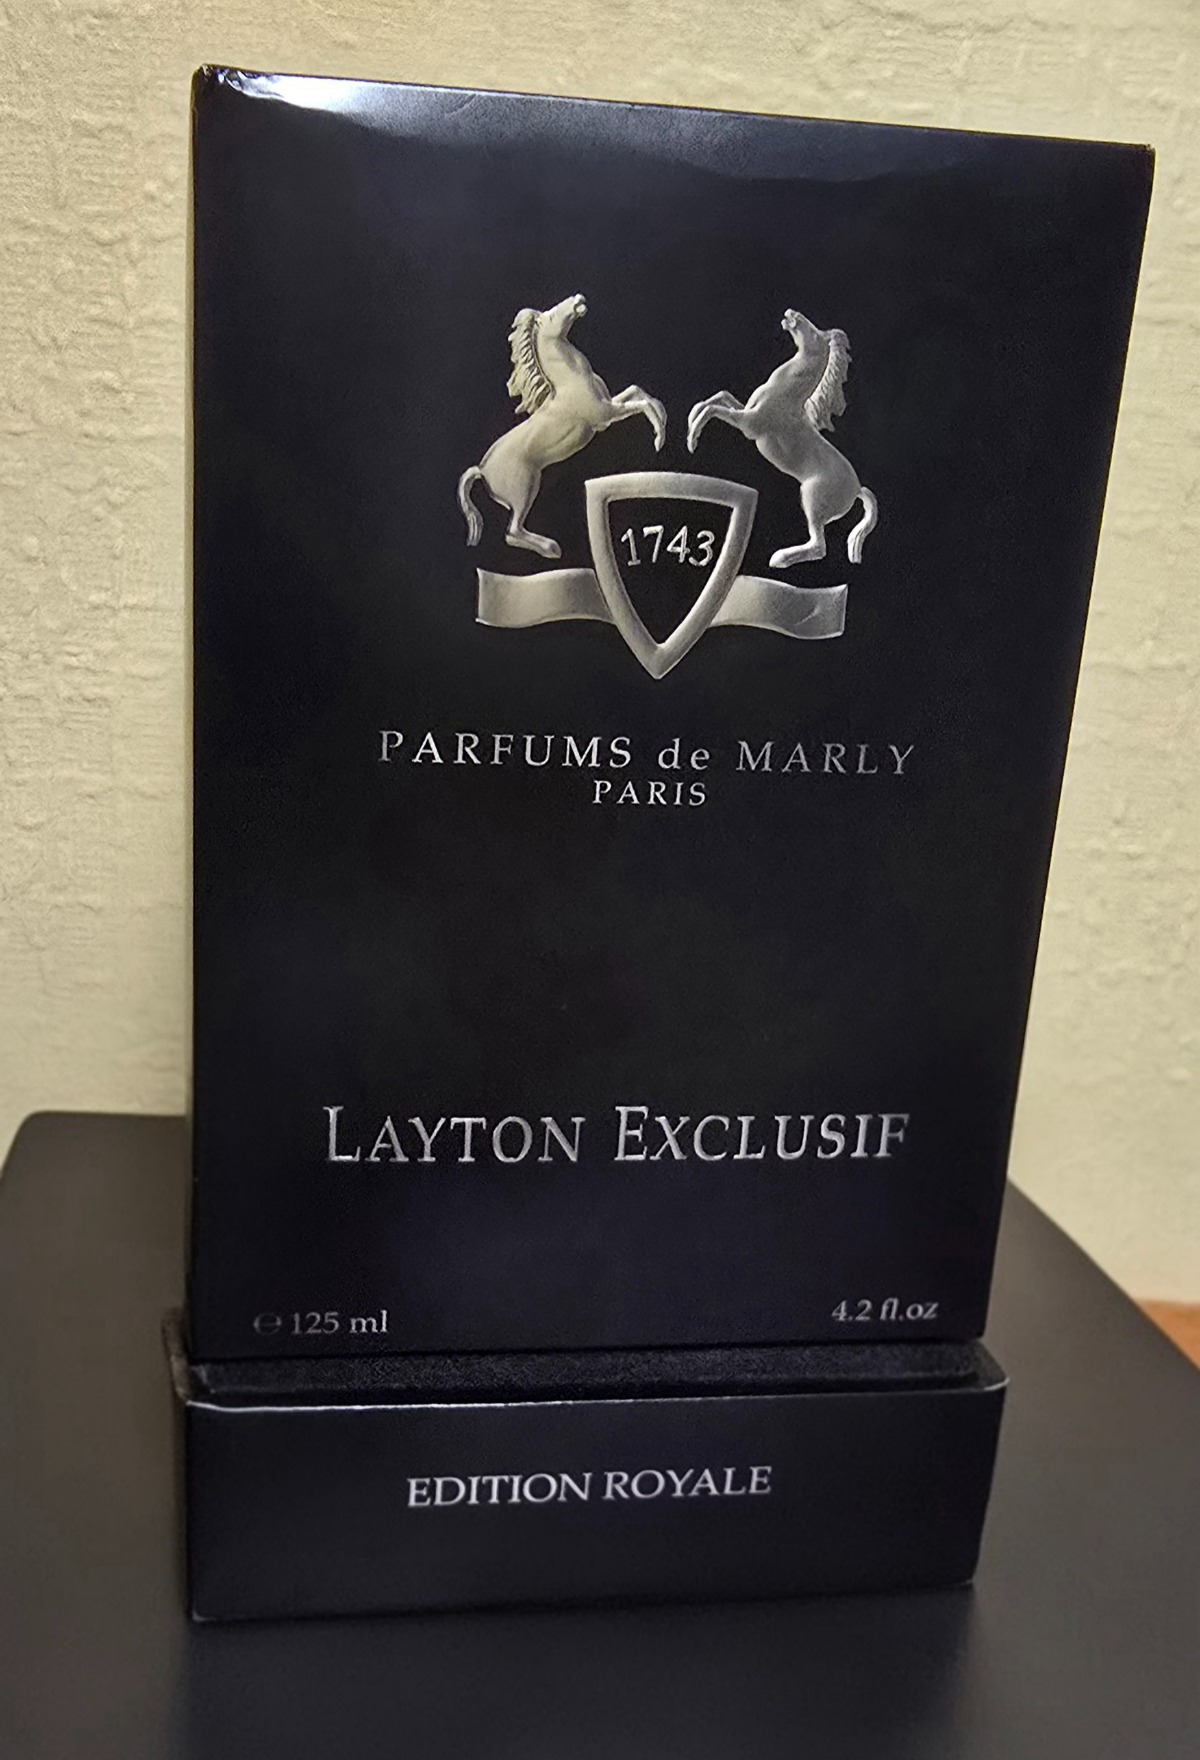 1743
PARFUMS de MARLY
PARIS
LAYTON EXCLUSIF
℮ 125 ml 4.2 fl.oz
EDITION ROYALE